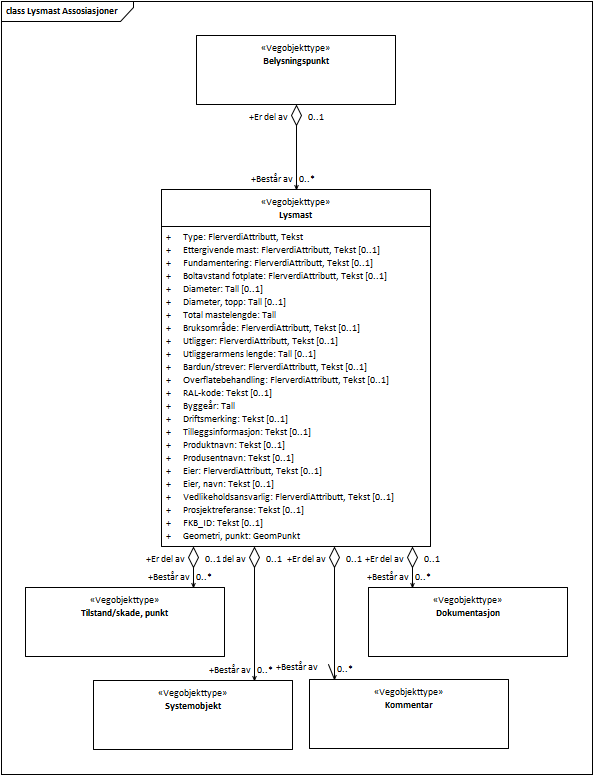 class Lysmast Assosiasjoner
«Vegobjekttype»
Belysningspunkt
+Er del av 0..1
+Består av 0..*
«Vegobjekttype»
Lysmast
+ Type: FlerverdiAttributt, Tekst
+ Ettergivende mast: FlerverdiAttributt, Tekst [0..1]
+ Fundamentering: FlerverdiAttributt, Tekst [0..1]
+ Boltavstand fotplate: FlerverdiAttributt, Tekst [0..1]
+ Diameter: Tall [0..1]
+ Diameter, topp: Tall [0..1]
+ Total mastelengde: Tall
+ Bruksområde: FlerverdiAttributt, Tekst [0..1]
+ Utligger: FlerverdiAttributt, Tekst [0..1]
+ Utliggerarmens lengde: Tall [0..1]
+ Bardun/strever: FlerverdiAttributt, Tekst [0..1]
+ Overflatebehandling: FlerverdiAttributt, Tekst [0..1]
+ RAL-kode: Tekst [0..1]
+ Byggeår: Tall
+ Driftsmerking: Tekst [0..1]
+ Tilleggsinformasjon: Tekst [0..1]
+ Produktnavn: Tekst [0..1]
+ Produsentnavn: Tekst [0..1]
+ Eier: FlerverdiAttributt, Tekst [0..1]
+ Eier, navn: Tekst [0..1]
+ Vedlikeholdsansvarlig: FlerverdiAttributt, Tekst [0..1]
+ Prosjektreferanse: Tekst [0..1]
+ FKB_ID: Tekst [0..1]
+ Geometri, punkt: GeomPunkt
+Er del av 0..1 del av 0..1 +Er del av 0..1 +Er del av 0..1
+Består av 0..* +Består av 0..*
«Vegobjekttype»
Tilstand/skade, punkt
«Vegobjekttype»
Dokumentasjon
+Består av 0..* +Består av 0..*
«Vegobjekttype»
Systemobjekt
«Vegobjekttype»
Kommentar